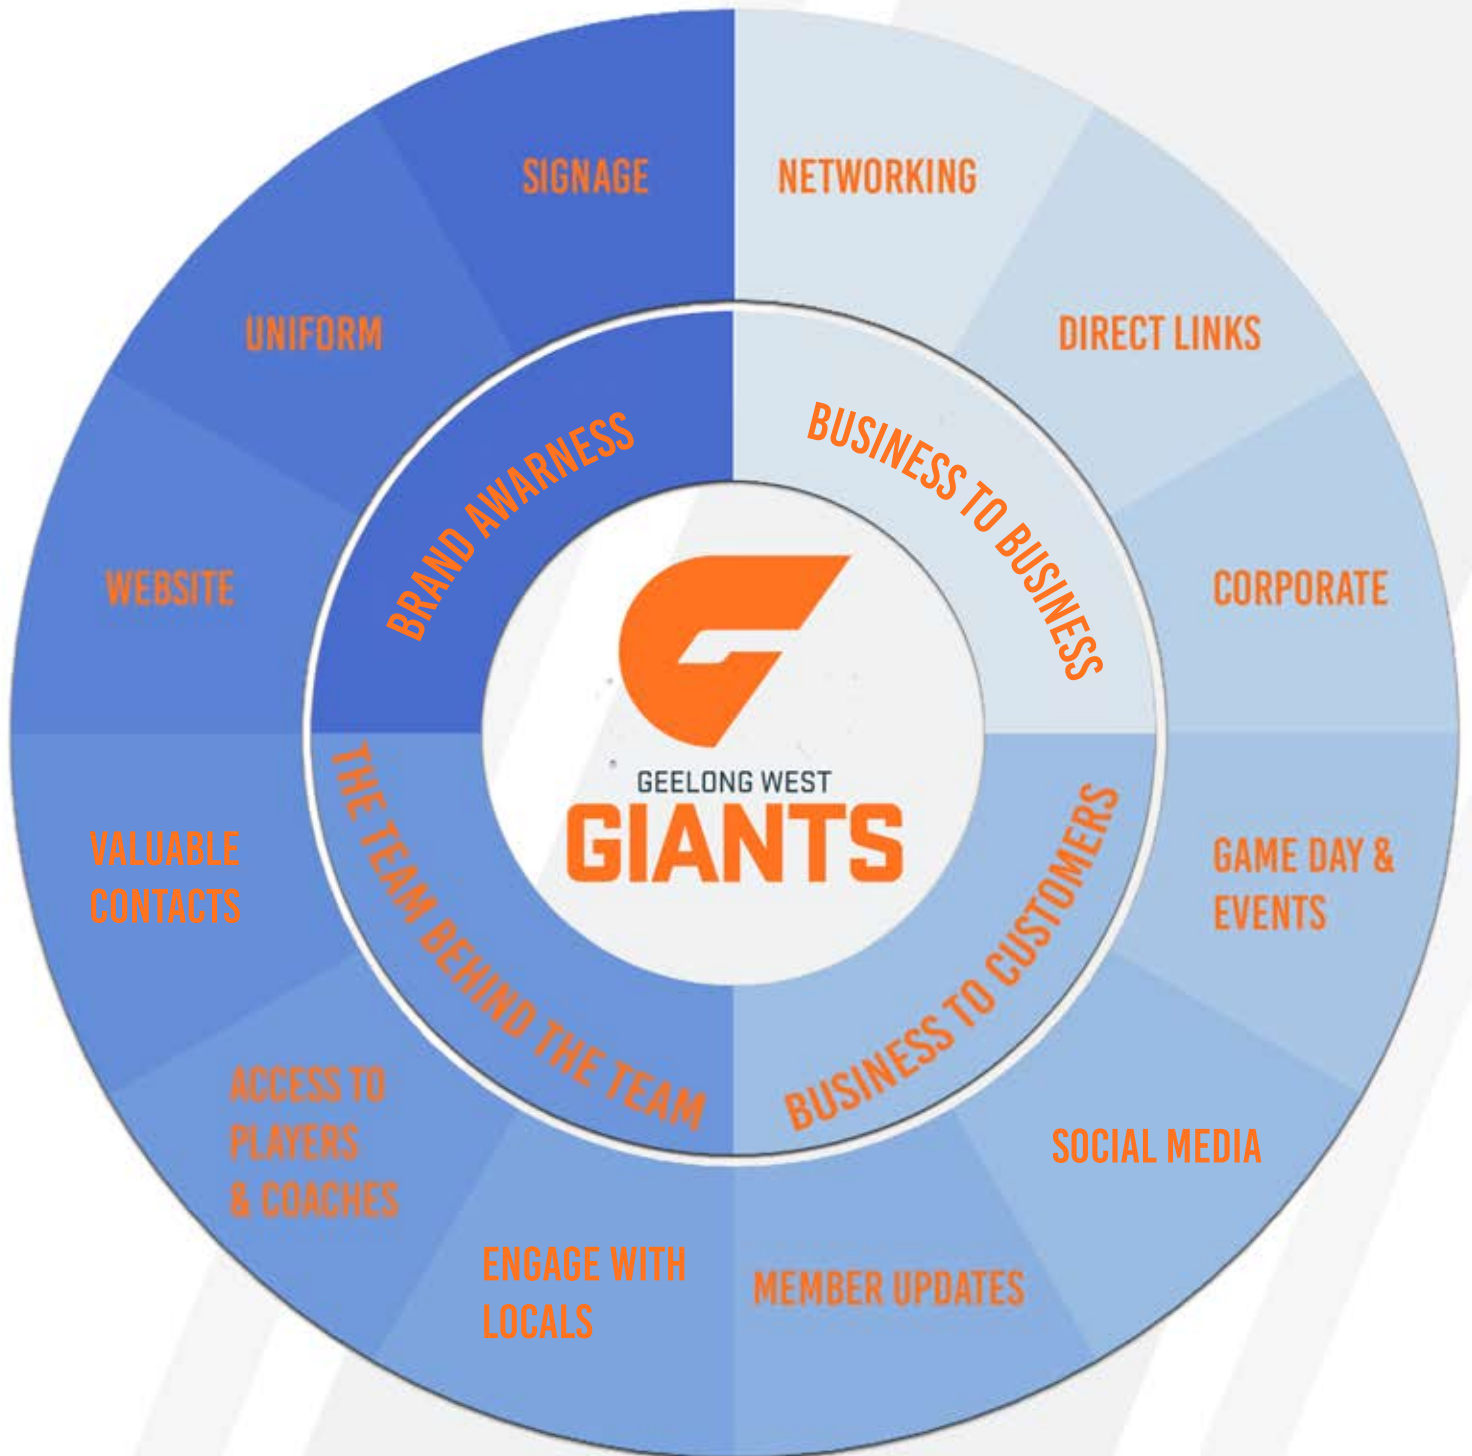 SIGNAGE
NETWORKING
UNIFORM
DIRECT LINKS
BRAND AWARNESS
BUSINESS TO BUSINESS
WEBSITE
CORPORATE
GEELONG WEST
GIANTS
THE TEAM BEHIND THE TEAM
BUSINESS TO CUSTOMERS
VALUABLE
CONTACTS
GAME DAY &
EVENTS
ACCESS TO
PLAYERS
& COACHES
SOCIAL MEDIA
ENGAGE WITH
LOCALS
MEMBER UPDATES